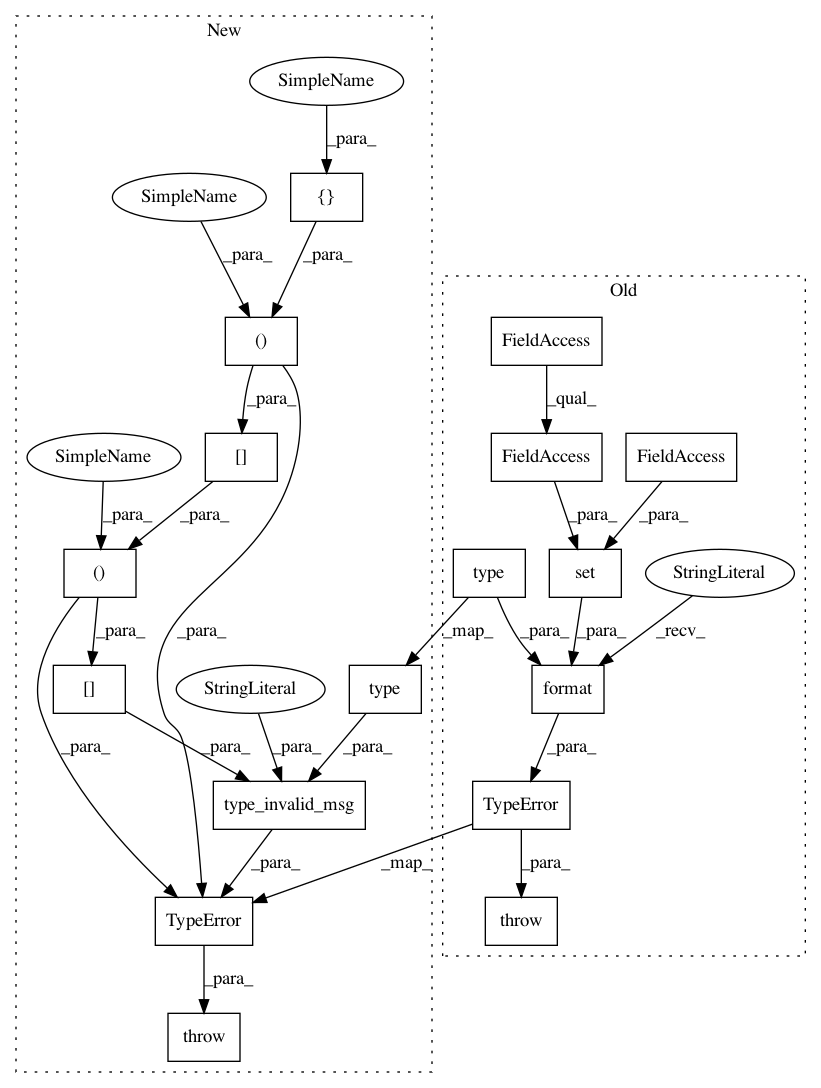 New
SimpleName
_para_
SimpleName
{}
_para_
_para_
Old
()
FieldAccess
_para_
_qual_
SimpleName
[]
FieldAccess
FieldAccess
_para_
_para_
_para_
_para_
()
type
set
StringLiteral
_para_
_para_
_map_
_para_
_para_
_recv_
[]
StringLiteral
type
format
_para_
_para_
_para_
_para_
_para_
type_invalid_msg
TypeError
_para_
_map_
_para_
TypeError
throw
_para_
throw